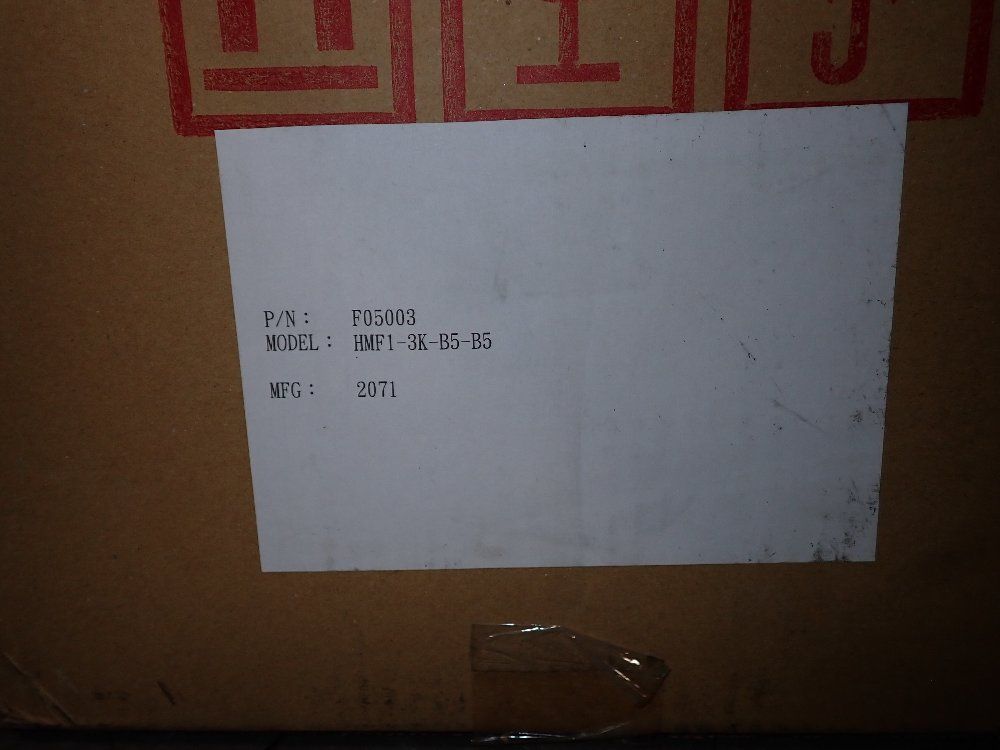 P/N： F05003
MODEL： HMF1-3K-B5-B5
MFG： 2071